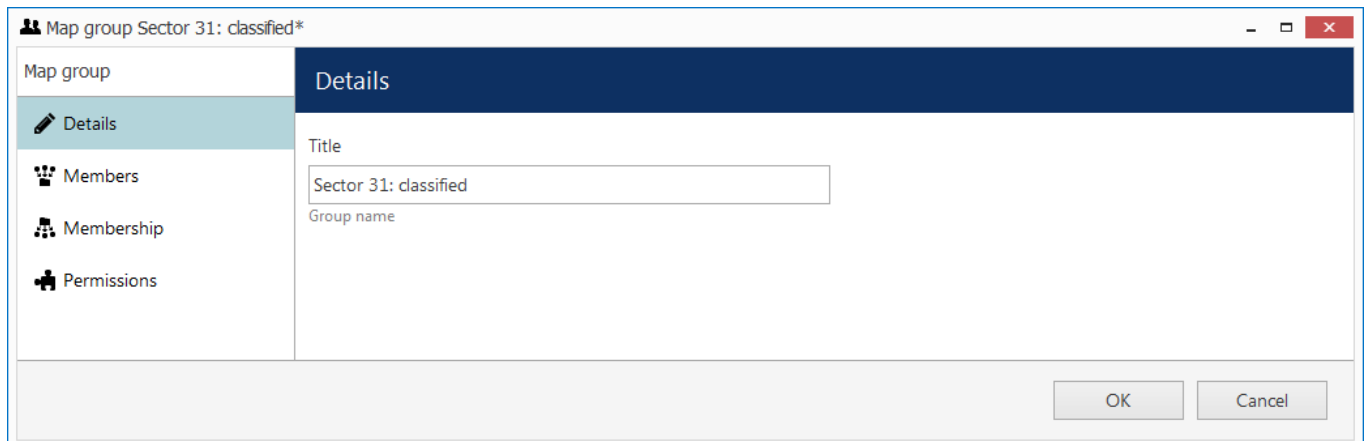 Map group Sector 31: classified*
Map group
Details
Members
Membership
Permissions
Details
Title
Sector 31: classified
Group name
OK
Cancel